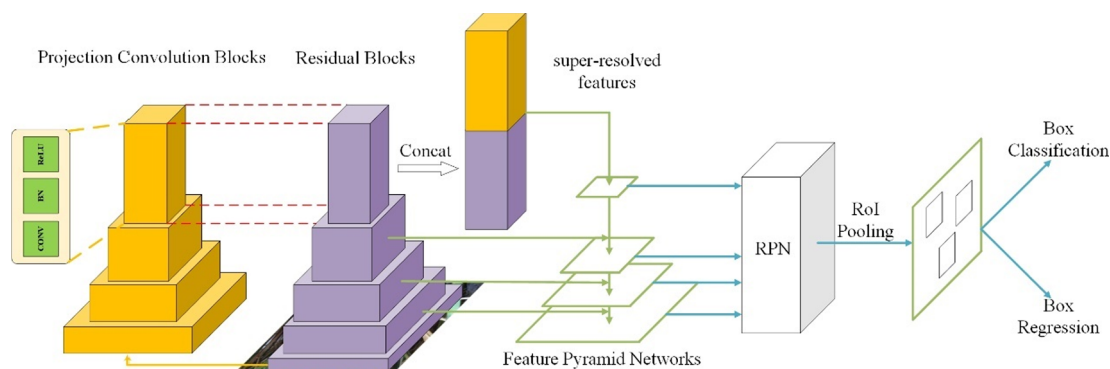 Projection Convolution Blocks
Residual Blocks
super-resolved
features
ReLU
BN
CONV
Concat
Box
Classification
RoI
Pooling
RPN
Box
Regression
Feature Pyramid Networks